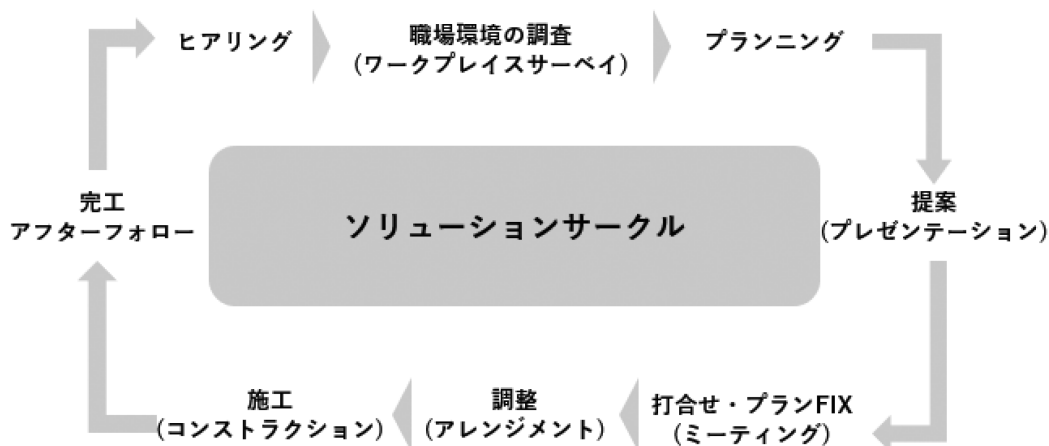 ヒアリング
職場環境の調査
(ワークプレイスサーベイ)
プランニング
提案
(プレゼンテーション)
打合せ・プランFIX
(ミーティング)
調整
(アレンジメント)
施工
(コンストラクション)
完工
アフターフォロー
ソリューションサークル